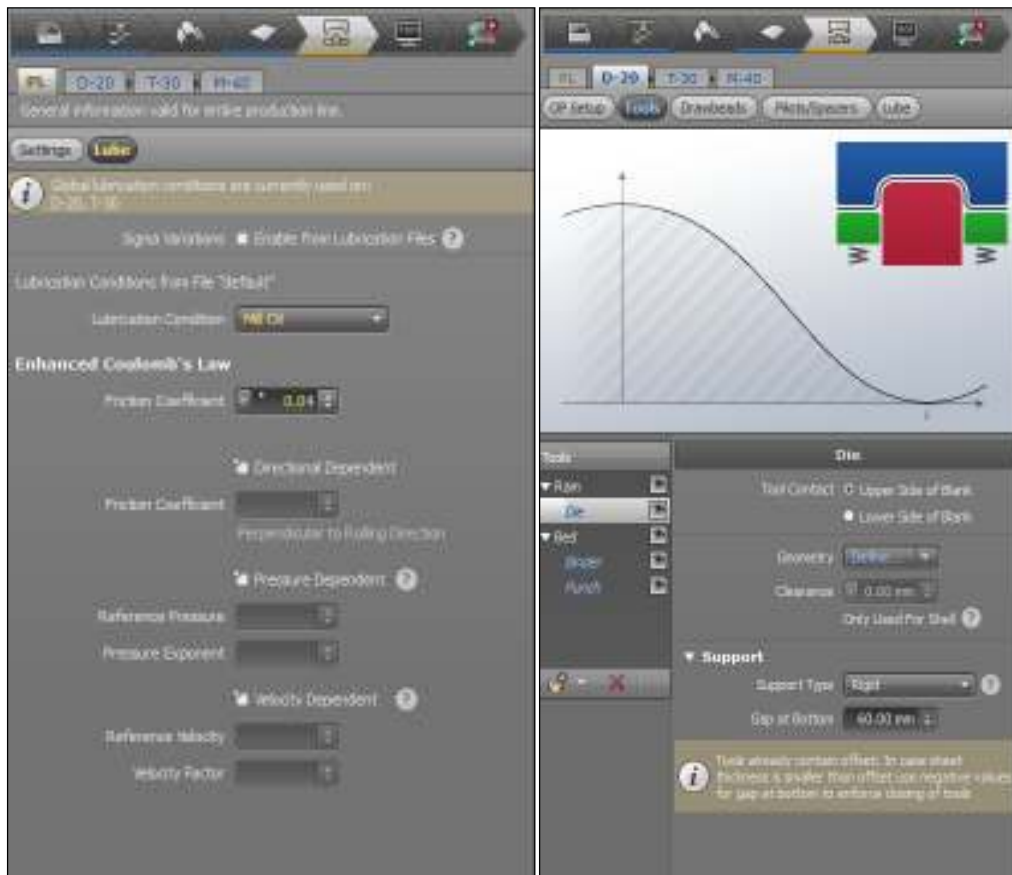 PL D-20 T-30 M-40
General information valid for entire production line.
Settings Lube
Global lubrication conditions are currently used on:
D-20, T-30
Sigma Variations Enable from Lubrication Files ?
Lubrication Conditions from File "default"
Lubrication Condition Mill Oil
Enhanced Coulomb's Law
Friction Coefficient 0.04
Directional Dependent
Friction Coefficient
Perpendicular to Rolling Direction
Pressure Dependent ?
Reference Pressure
Pressure Exponent
Velocity Dependent ?
Reference Velocity
Velocity Factor
PL D-20 T-30 M-40
OP Setup Tools Drawbeads Pilots/Spacers Lube
Tools
Ram
Die
Bed
Binder
Punch
Die
Tool Contact Upper Side of Blank
Lower Side of Blank
Geometry Define
Clearance 0.00 mm
Only Used For Shell ?
Support
Support Type Rigid ?
Gap at Bottom 60.00 mm
Tools already contain offset. In case sheet
thickness is smaller than offset use negative values
for gap at bottom to enforce closing of tools